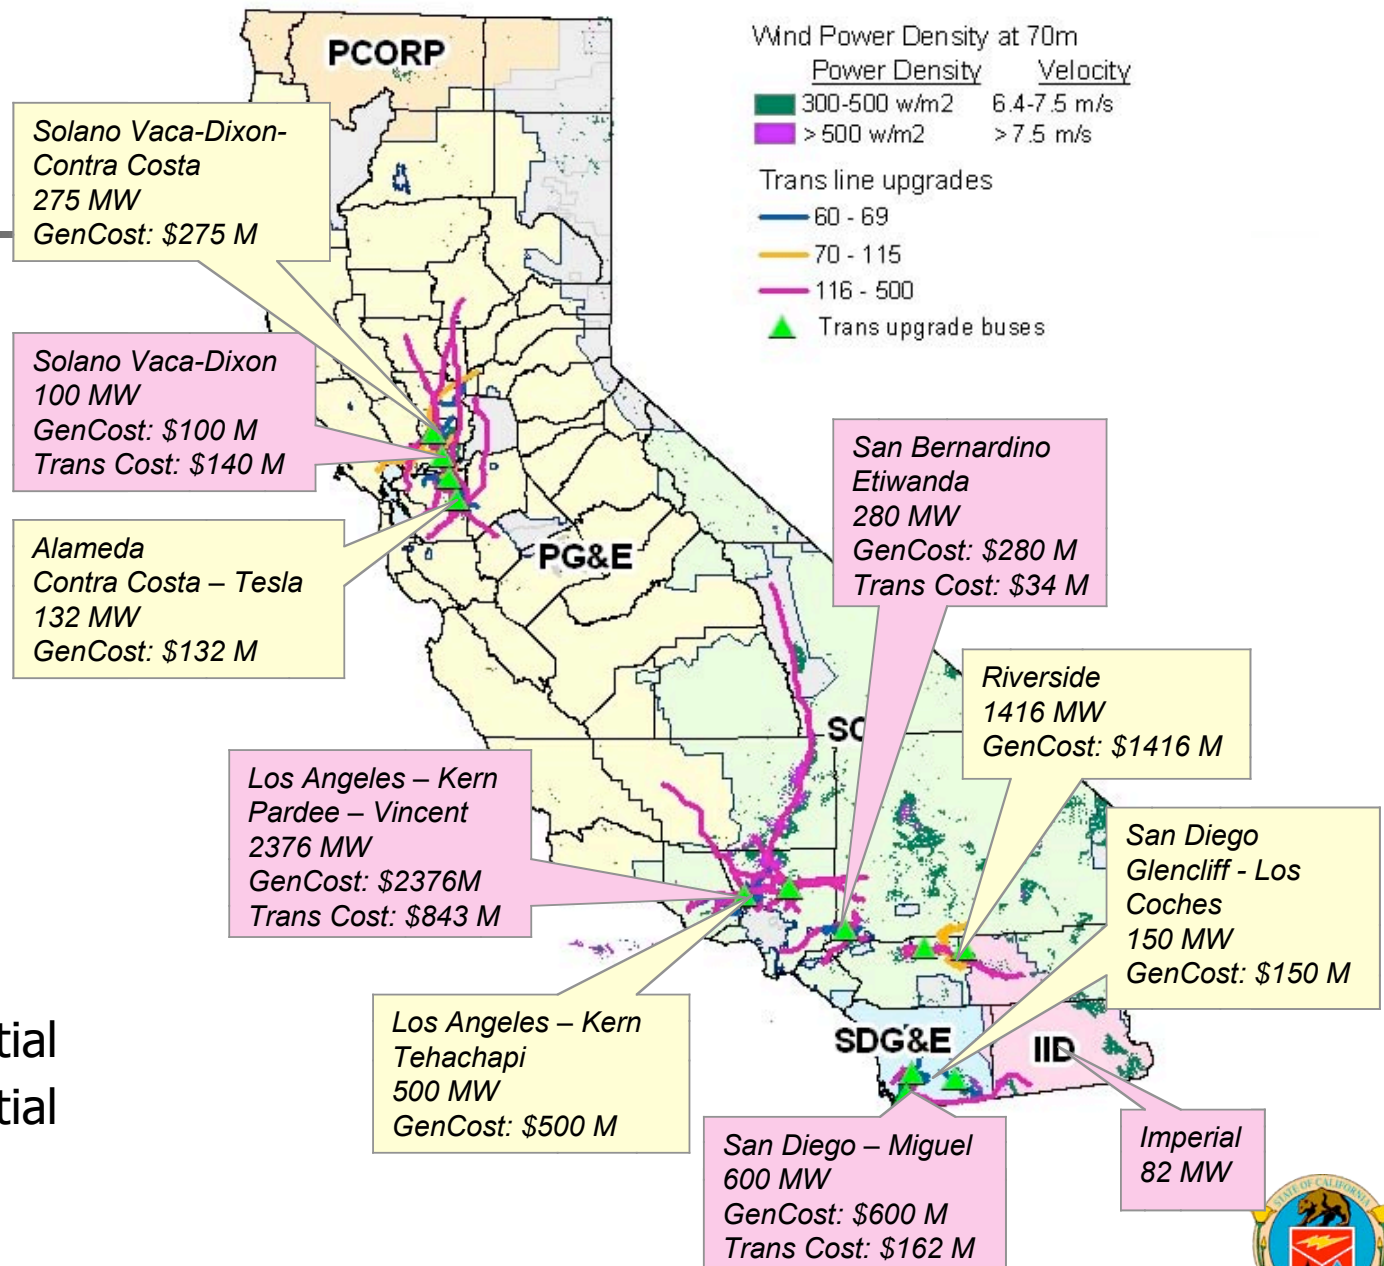 PCORP
Wind Power Density at 70m
Power Density Velocity
300-500 w/m2 6.4-7.5 m/s
> 500 w/m2 > 7.5 m/s
Trans line upgrades
60 - 69
70 - 115
116 - 500
Trans upgrade buses
Solano Vaca-Dixon-
Contra Costa
275 MW
GenCost: $275 M
Solano Vaca-Dixon
100 MW
GenCost: $100 M
Trans Cost: $140 M
Alameda
Contra Costa – Tesla
132 MW
GenCost: $132 M
PG&E
San Bernardino
Etiwanda
280 MW
GenCost: $280 M
Trans Cost: $34 M
Riverside
1416 MW
GenCost: $1416 M
SC
Los Angeles – Kern
Pardee – Vincent
2376 MW
GenCost: $2376M
Trans Cost: $843 M
San Diego
Glencliff - Los
Coches
150 MW
GenCost: $150 M
Los Angeles – Kern
Tehachapi
500 MW
GenCost: $500 M
SDG&E
IID
tial
tial
San Diego – Miguel
600 MW
GenCost: $600 M
Trans Cost: $162 M
Imperial
82 MW
STATE OF CALIFORNIA